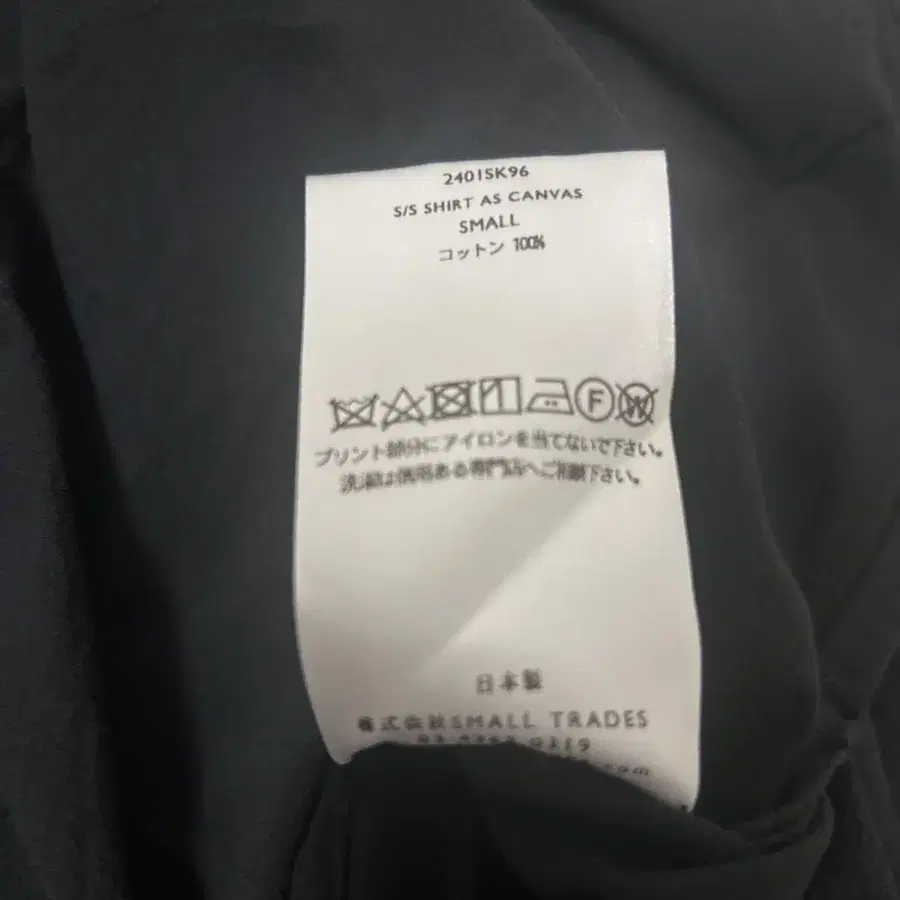 2401SK96
S/S SHIRT AS CANVAS
SMALL
コットン 100%
F W
プリント部分にアイロンを当てないで下さい。
洗濯は信用ある専門店へご相談下さい。
日本製
株式会社SMALL TRADES
0319
.com